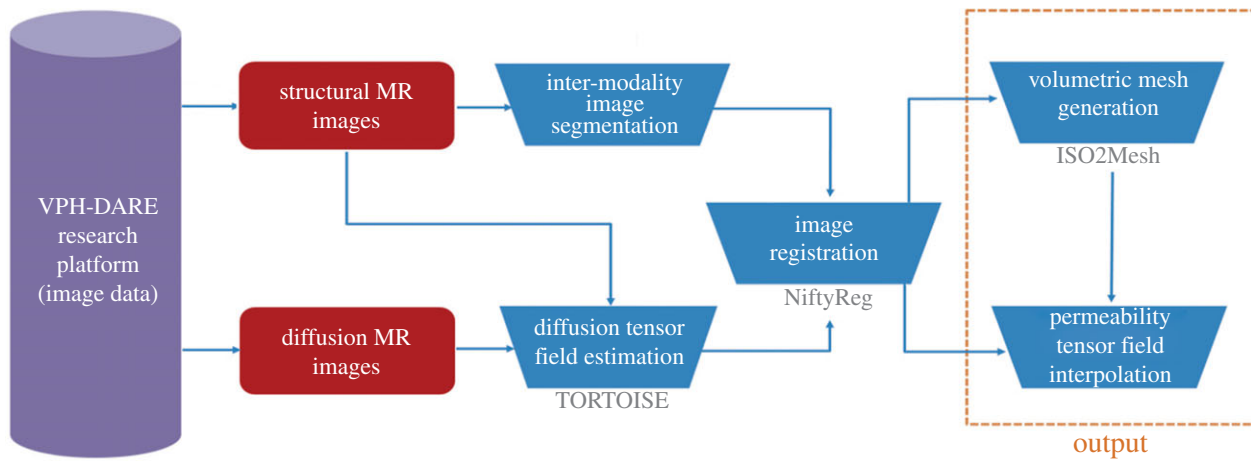 VPH-DARE
research
platform
(image data)
structural MR
images
diffusion MR
images
inter-modality
image
segmentation
diffusion tensor
field estimation
TORTOISE
image
registration
NiftyReg
volumetric mesh
generation
ISO2Mesh
permeability
tensor field
interpolation
output